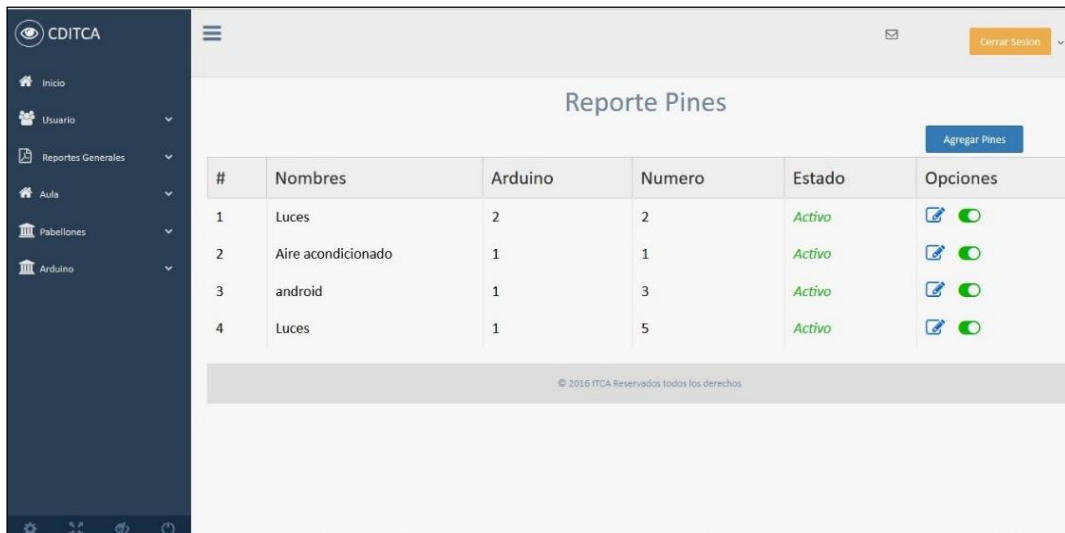 CDITCA
Cerrar Sesion
Inicio
Usuario
Reportes Generales
Aula
Pabellones
Arduino
Reporte Pines
Agregar Pines
# Nombres Arduino Numero Estado Opciones
1 Luces 2 2 Activo
2 Aire acondicionado 1 1 Activo
3 android 1 3 Activo
4 Luces 1 5 Activo
© 2016 ITCA Reservados todos los derechos